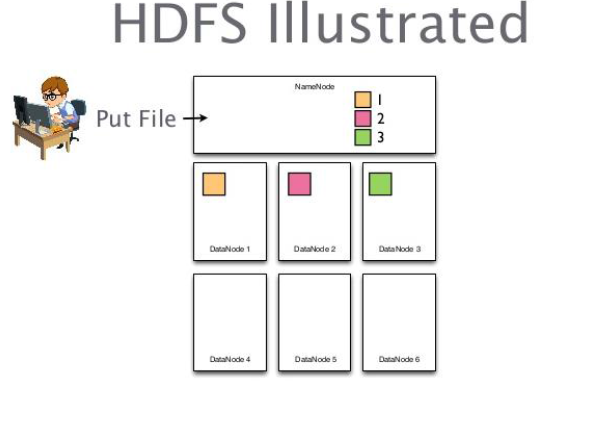 HDFS Illustrated
NameNode
1
Put File
2
3
DataNode 1
DataNode 2
DataNode 3
DataNode 4
DataNode 5
DataNode 6